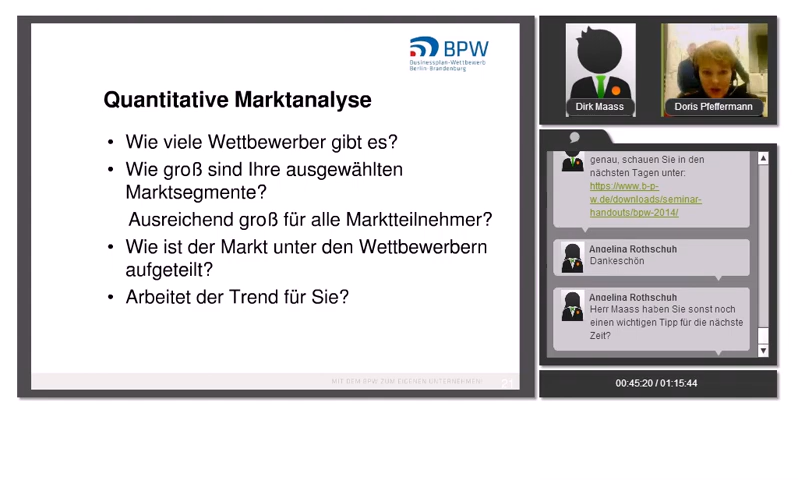 BPW
Businessplan-Wettbewerb
Berlin Brandenburg
Quantitative Marktanalyse
• Wie viele Wettbewerber gibt es?
• Wie groß sind Ihre ausgewählten
Marktsegmente?
Ausreichend groß für alle Marktteilnehmer?
• Wie ist der Markt unter den Wettbewerbern
aufgeteilt?
• Arbeitet der Trend für Sie?
MIT DEM BPW ZUM EIGENEN UNTERNEHMEN!
21
Dirk Maass
Doris Pfeffermann
genau, schauen Sie in den
nächsten Tagen unter:
https://www.b-p-
w.de/downloads/seminar-
handouts/bpw-2014/
Angelina Rothschuh
Dankeschön
Angelina Rothschuh
Herr Maass haben Sie sonst noch
einen wichtigen Tipp für die nächste
Zeit?
00:45:20 / 01:15:44